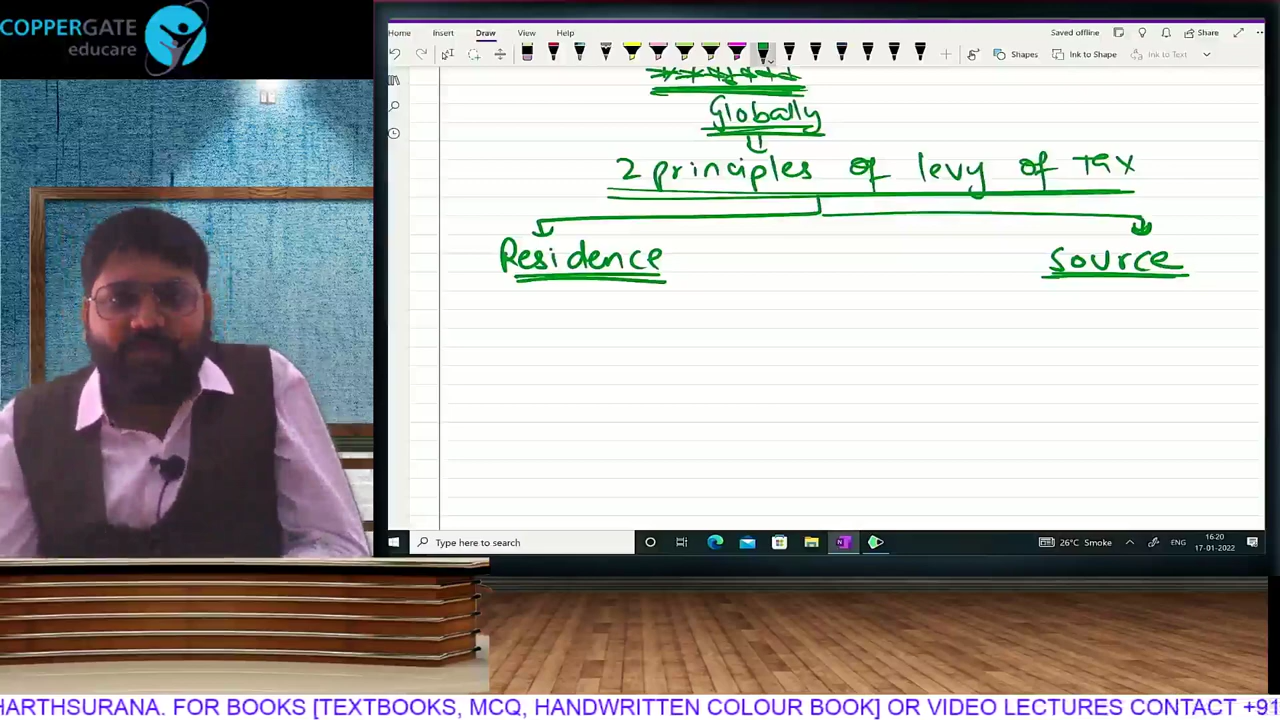 COPPERGATE
educare
Home Insert Draw View Help
Saved offline
Share
Shapes
Ink to Shape
Ink to Text
Globally
2 principles of levy of Tax
Residence
Source
Type here to search
26°C Smoke
ENG
16:20
17-01-2022
HARTHSURANA. FOR BOOKS [TEXTBOOKS, MCQ, HANDWRITTEN COLOUR BOOK] OR VIDEO LECTURES CONTACT +91